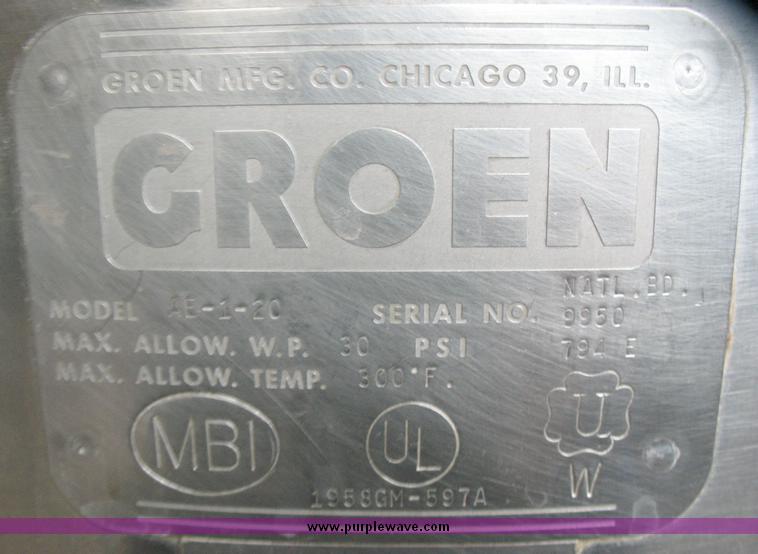 GROEN MFG. CO. CHICAGO 39, ILL.
GROEN
NATL.BD.
MODEL AE-1-20 SERIAL NO. 9950
MAX. ALLOW. W.P. 30 PSI 794 E
MAX. ALLOW. TEMP. 300°F.
MBI UL U
W
1958GM-597A
www.purplewave.com